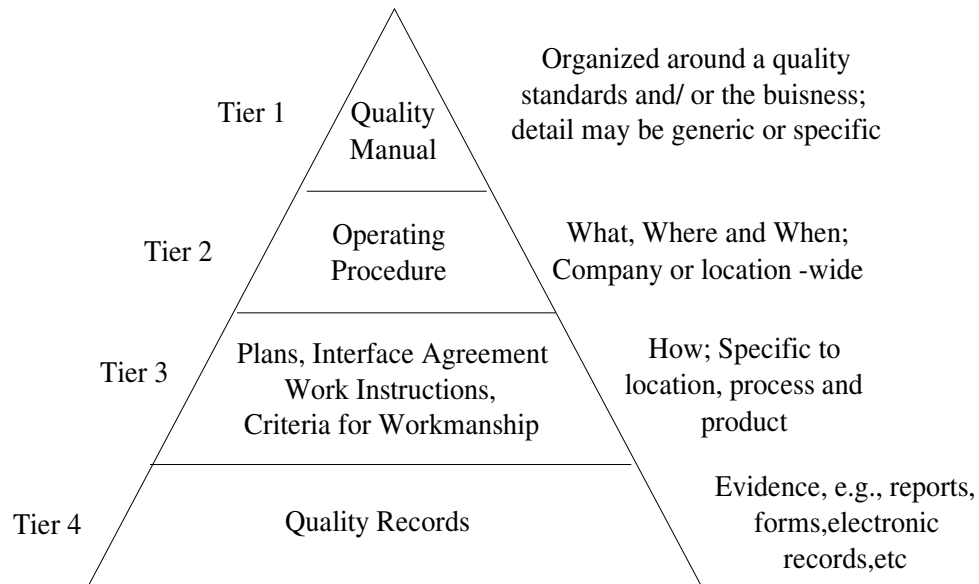 Tier 1
Quality
Manual
Organized around a quality
standards and/ or the buisness;
detail may be generic or specific
Tier 2
Operating
Procedure
What, Where and When;
Company or location -wide
Tier 3
Plans, Interface Agreement
Work Instructions,
Criteria for Workmanship
How; Specific to
location, process and
product
Tier 4
Quality Records
Evidence, e.g., reports,
forms,electronic
records,etc